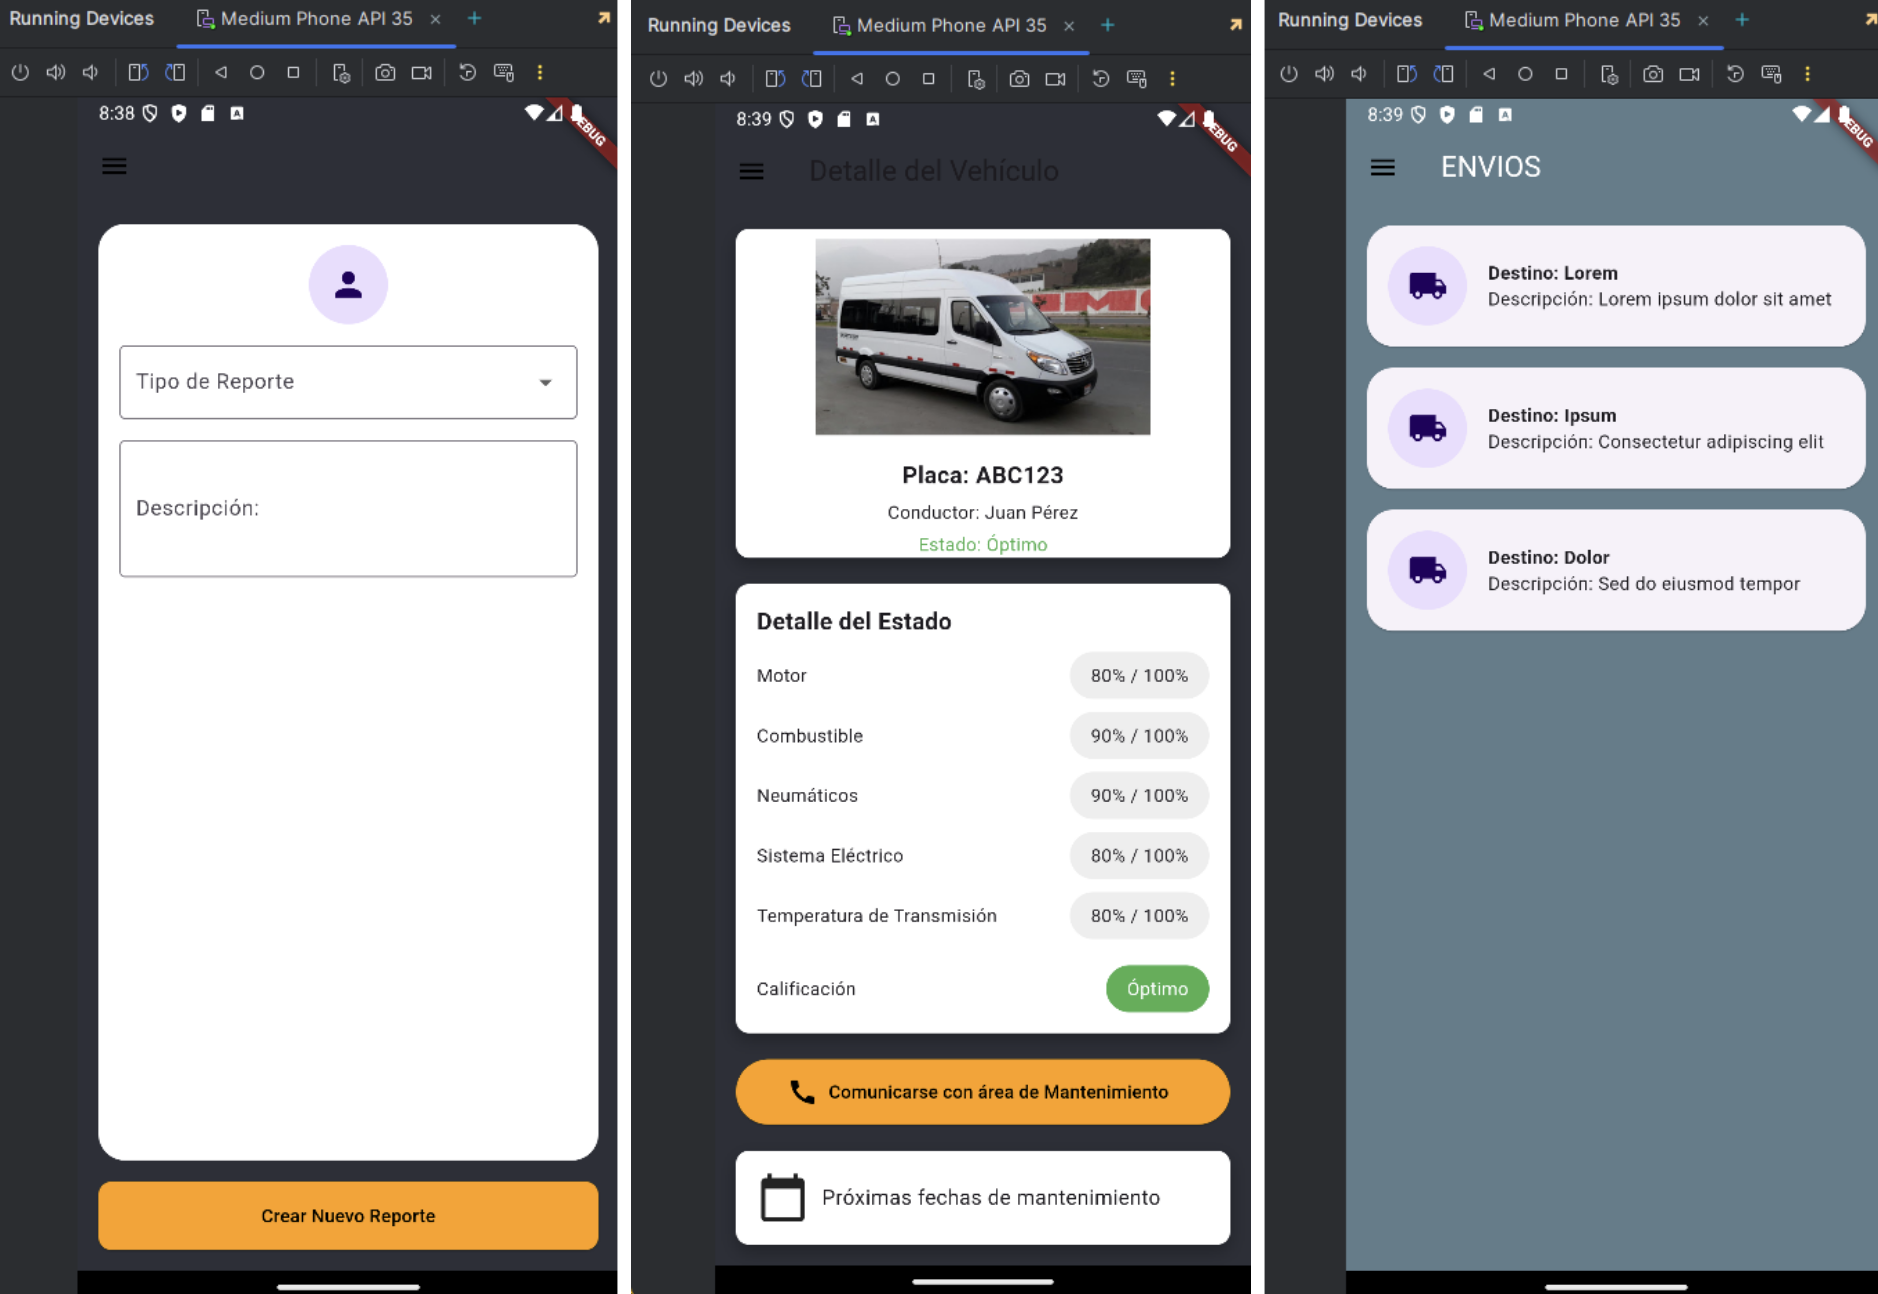 Running Devices
Medium Phone API 35
8:38
DEBUG
Tipo de Reporte
Descripción:
Crear Nuevo Reporte
Running Devices
Medium Phone API 35
8:39
DEBUG
Detalle del Vehículo
Placa: ABC123
Conductor: Juan Pérez
Estado: Óptimo
Detalle del Estado
Motor 80% / 100%
Combustible 90% / 100%
Neumáticos 90% / 100%
Sistema Eléctrico 80% / 100%
Temperatura de Transmisión 80% / 100%
Calificación Óptimo
Comunicarse con área de Mantenimiento
Próximas fechas de mantenimiento
Running Devices
Medium Phone API 35
8:39
DEBUG
ENVIOS
Destino: Lorem
Descripción: Lorem ipsum dolor sit amet
Destino: Ipsum
Descripción: Consectetur adipiscing elit
Destino: Dolor
Descripción: Sed do eiusmod tempor